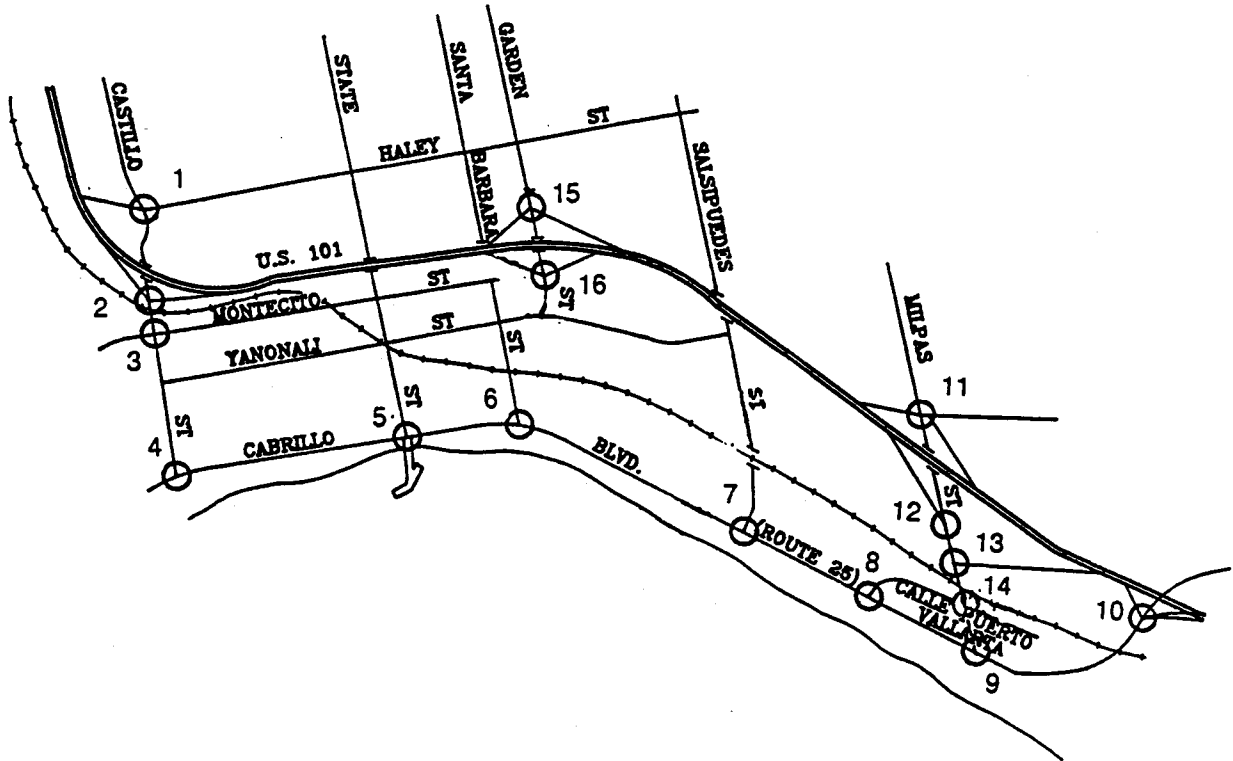 CASTILLO
STATE
SANTA
GARDEN
HALEY
ST
BARBARA
SALSIPUEDES
1
15
U.S. 101
16
2
MONTECITO
ST
ST
3
YANONALI
ST
ST
MILPAS
ST
ST
ST
11
4
CABRILLO
5
6
BLVD.
ST
7
(ROUTE 25)
12
13
8
14
CALLE PUERTO
VALLARTA
10
9